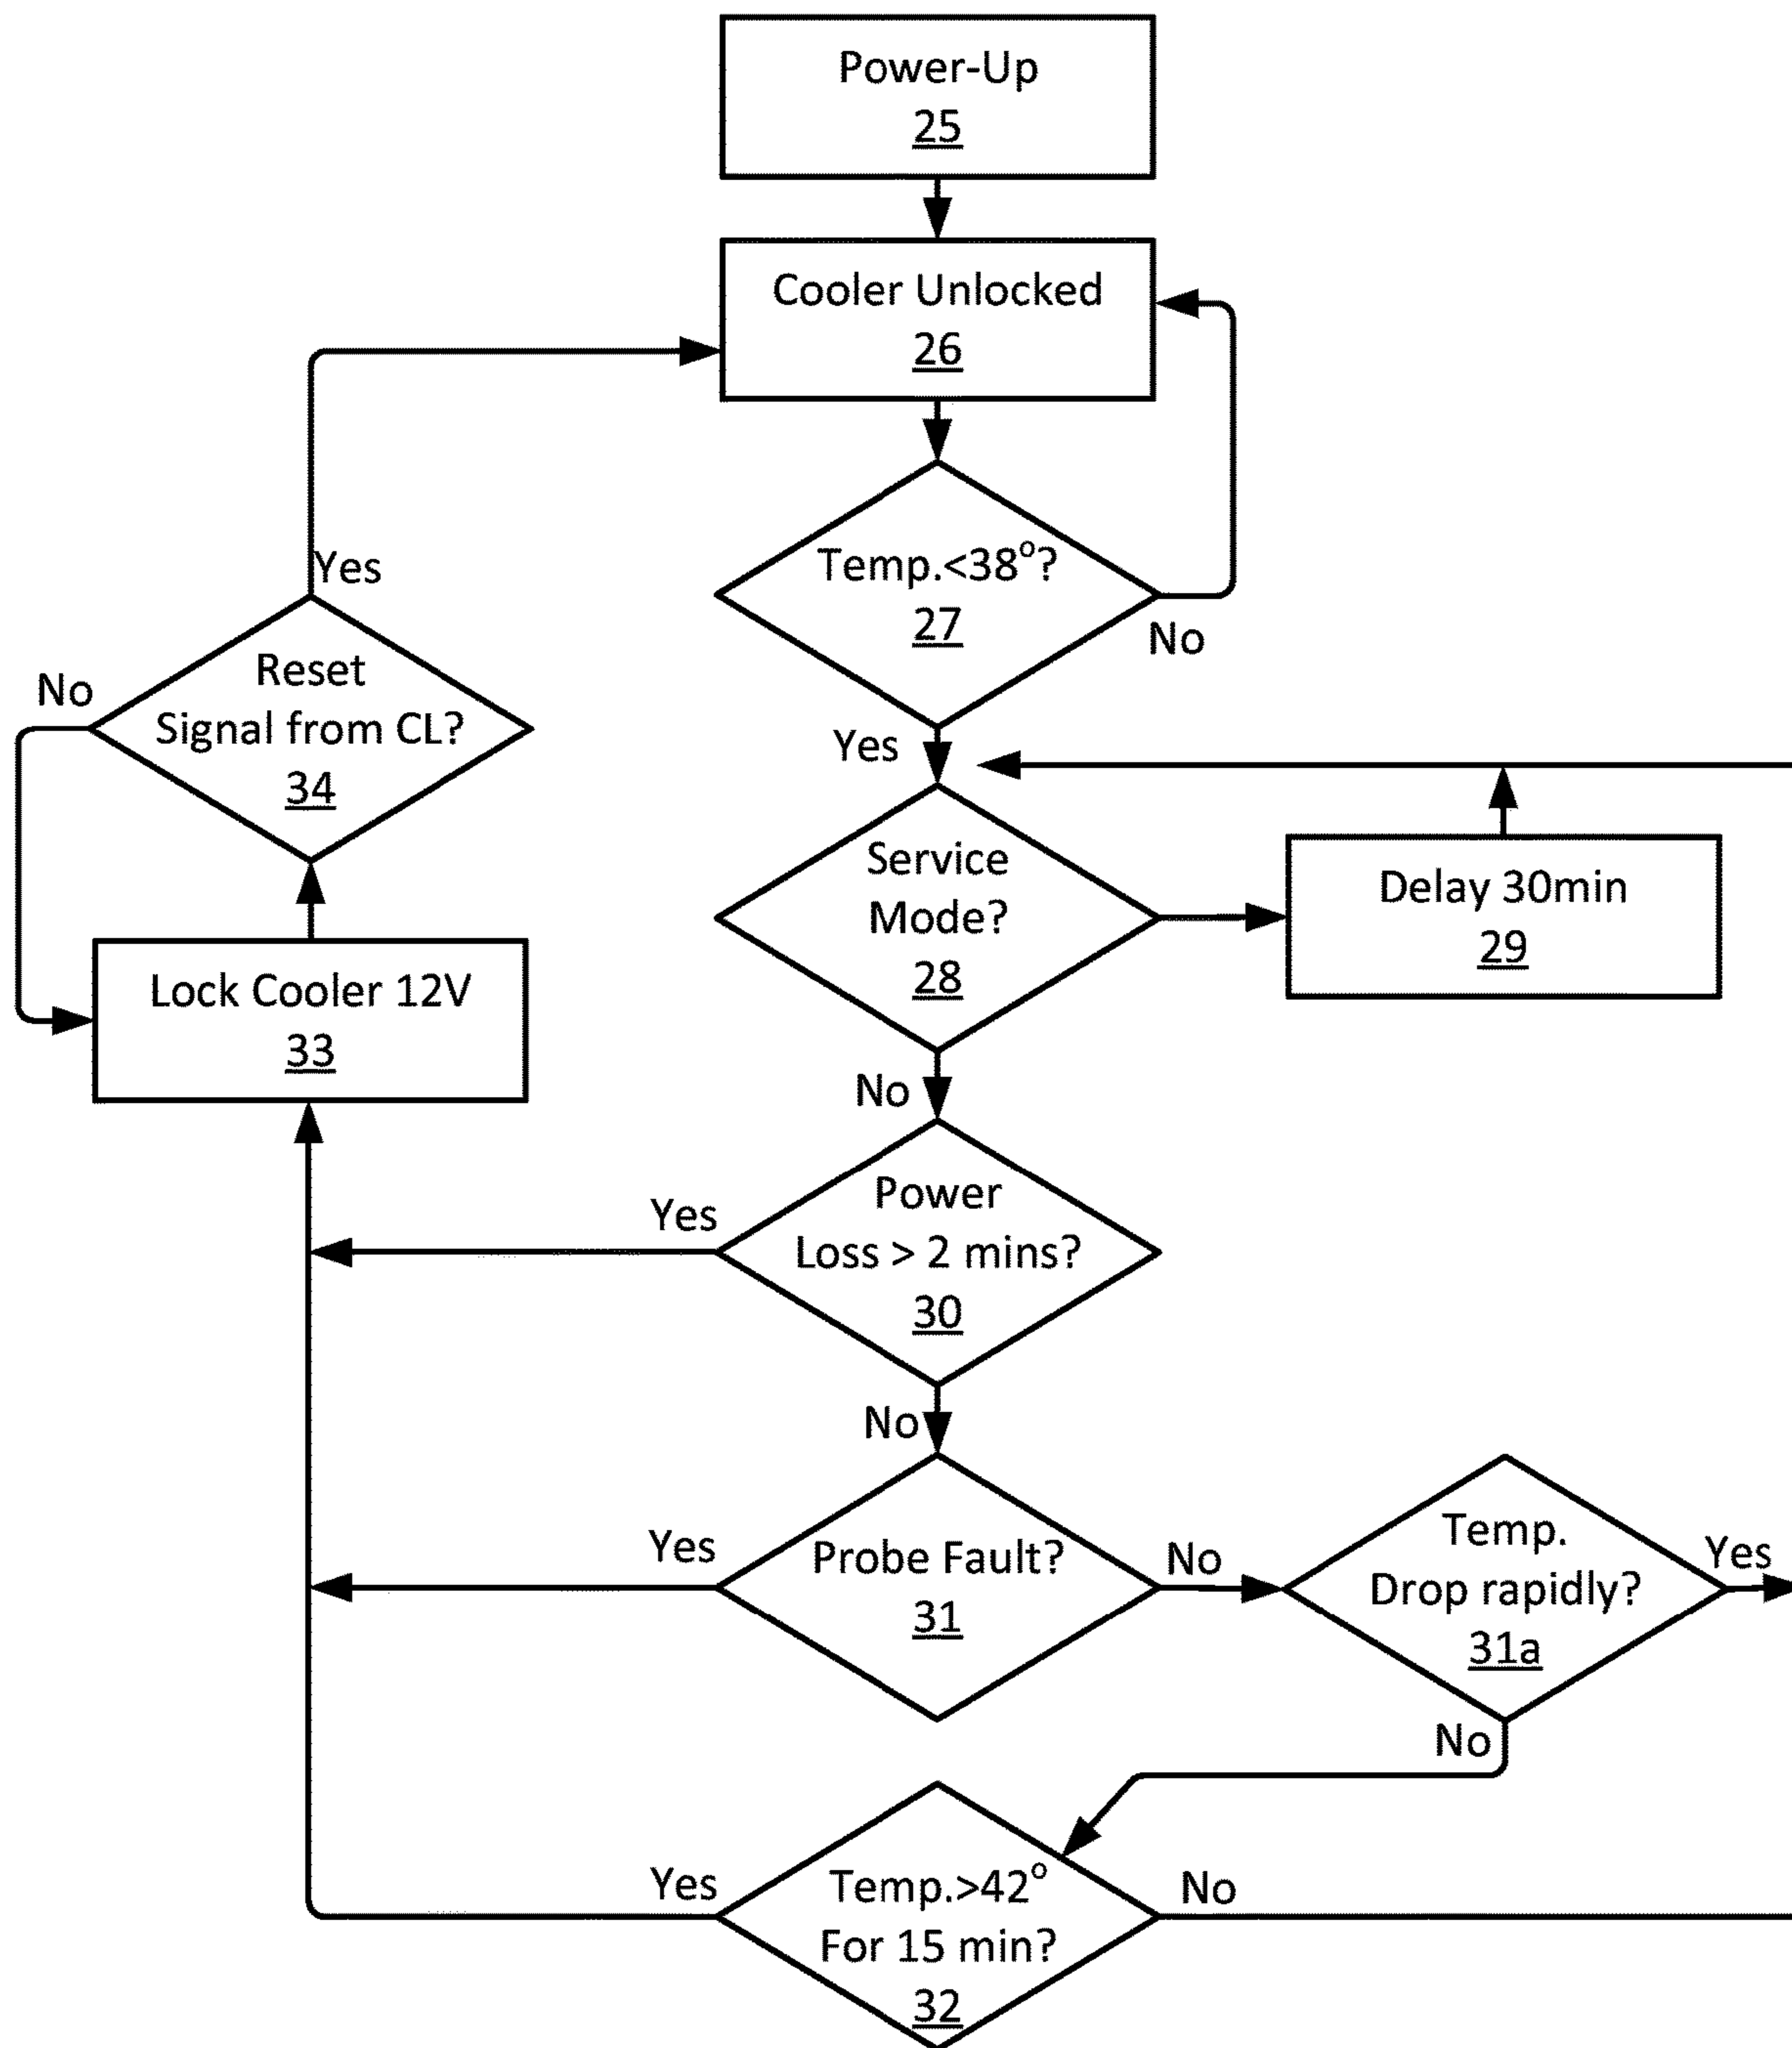 Power-Up
25
Cooler Unlocked
26
Temp.<38°?
27
No
Yes
Yes
Reset
Signal from CL?
34
No
Service
Mode?
28
Delay 30min
29
Lock Cooler 12V
33
No
Power
Loss > 2 mins?
30
Yes
No
Probe Fault?
31
Yes
No
Temp.
Drop rapidly?
31a
Yes
No
Temp.>42°
For 15 min?
32
Yes
No